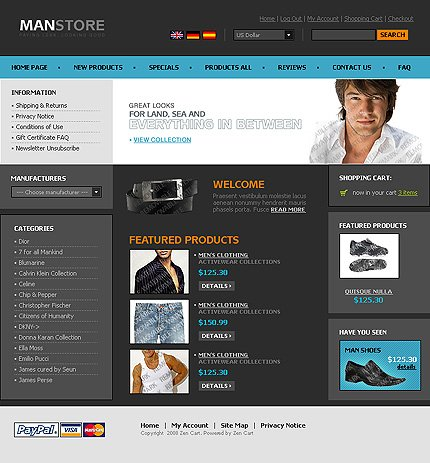 MANSTORE
PAYING LESS, LOOKING GOOD
Home | Log Out | My Account | Shopping Cart | Checkout
US Dollar
SEARCH
HOME PAGE
NEW PRODUCTS
SPECIALS
PRODUCTS ALL
REVIEWS
CONTACT US
FAQ
INFORMATION
Shipping & Returns
Privacy Notice
Conditions of Use
Gift Certificate FAQ
Newsletter Unsubscribe
GREAT LOOKS
FOR LAND, SEA AND
EVERYTHING IN BETWEEN
VIEW COLLECTION
MANUFACTURERS
--- Choose manufacturer ---
CATEGORIES
Dior
7 for all Mankind
Blumarine
Calvin Klein Collection
Celine
Chip & Pepper
Christopher Fischer
Citizens of Humanity
DKNY->
Donna Karan Collection
Ella Moss
Emilio Pucci
James cured by Seun
James Perse
WELCOME
Praesent vestibulum molestie lacus
aenean nonummy hendrerit mauris
phasels porta. Fusce READ MORE
FEATURED PRODUCTS
MEN'S CLOTHING
ACTIVEWEAR COLLECTIONS
$125.30
DETAILS
MEN'S CLOTHING
ACTIVEWEAR COLLECTIONS
$150.99
DETAILS
MEN'S CLOTHING
ACTIVEWEAR COLLECTIONS
$125.30
DETAILS
SHOPPING CART:
now in your cart 3 items
FEATURED PRODUCTS
QUISQUE NULLA
$125.30
HAVE YOU SEEN
MAN SHOES
$125.30
details
PayPal VISA MasterCard
Home | My Account | Site Map | Privacy Notice
Copyright 2008 Zen Cart. Powered by Zen Cart